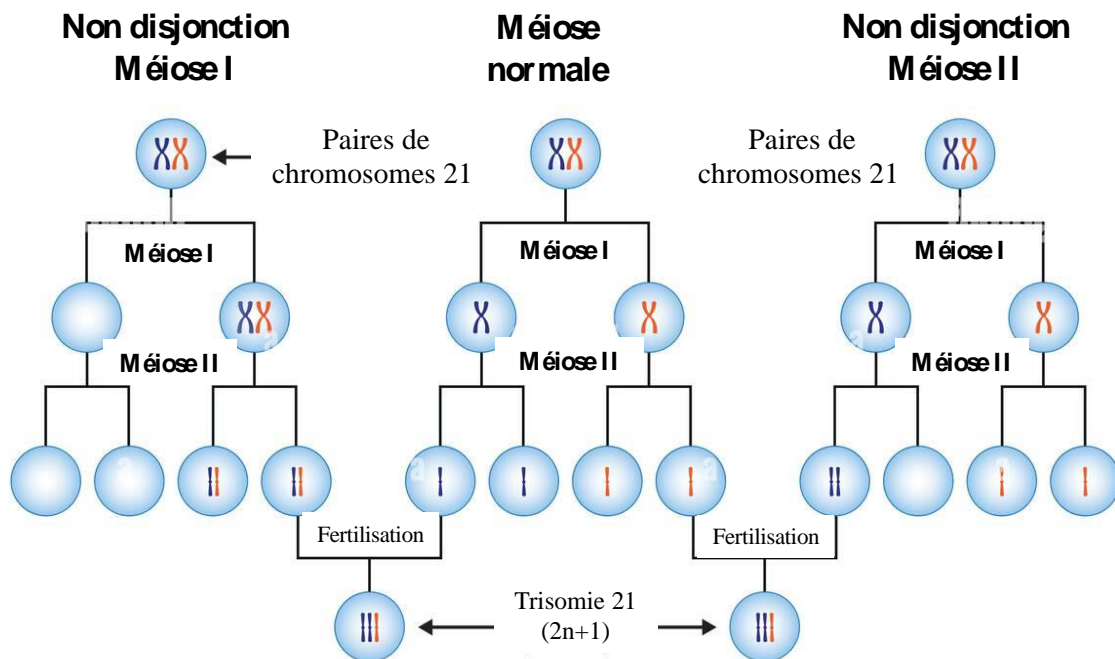 Non disjonction
Méiose I
Méiose
normale
Non disjonction
Méiose II
Paires de
chromosomes 21
Paires de
chromosomes 21
Méiose I
Méiose I
Méiose I
Méiose II
Méiose II
Méiose II
Fertilisation
Fertilisation
Trisomie 21
(2n+1)
a
a
a
a
a
a